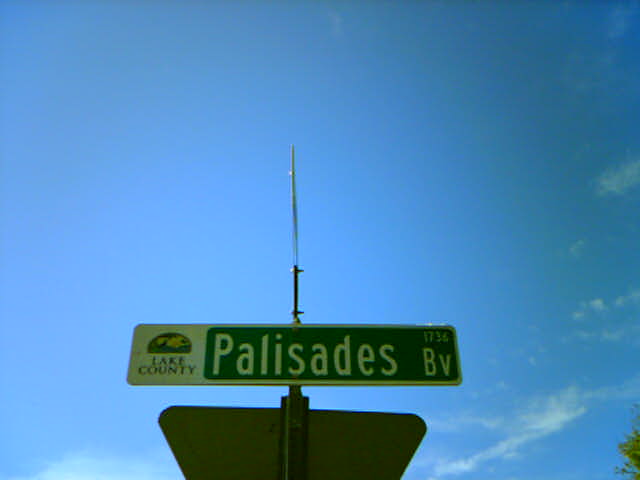 LAKE
COUNTY
Palisades Bv
1736